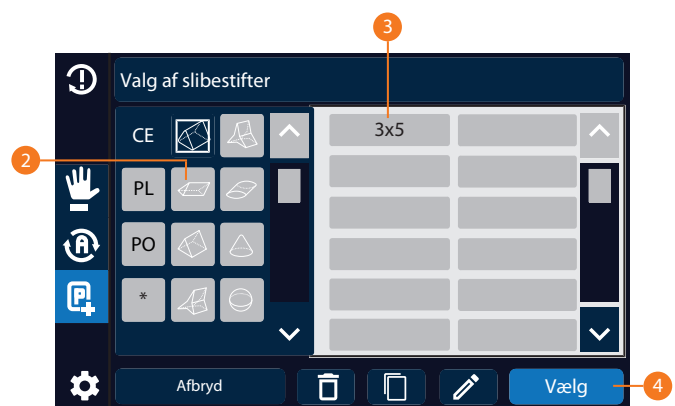 3
Valg af slibestifter
CE
3x5
2
PL
PO
*
Afbryd
Vælg
4